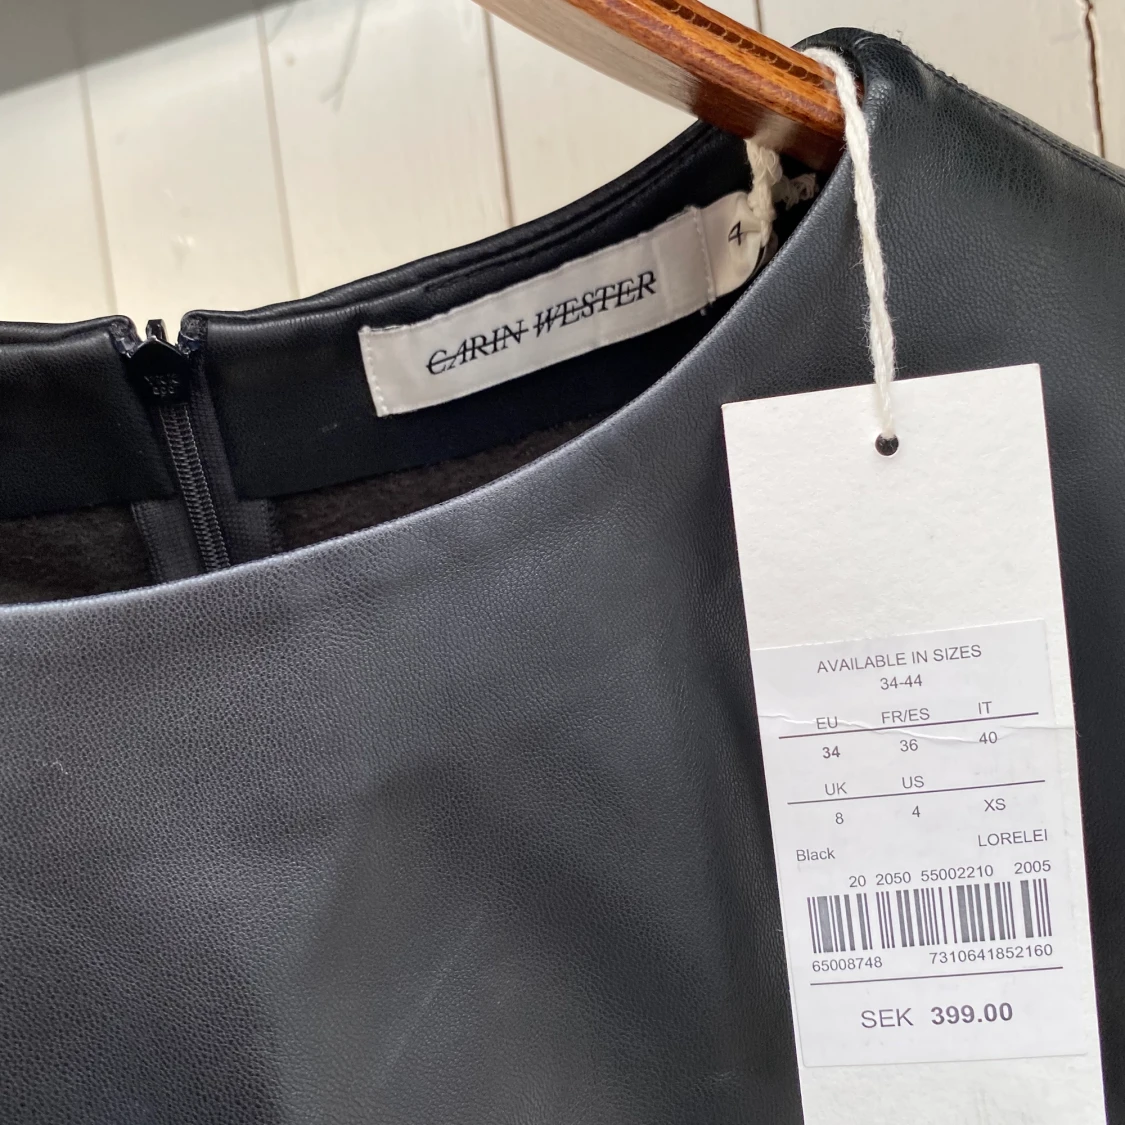 CARIN WESTER
4
AVAILABLE IN SIZES
34-44
EU FR/ES IT
34 36 40
UK US
8 4 XS
Black LORELEI
20 2050 55002210 2005
65008748 7310641852160
SEK 399.00